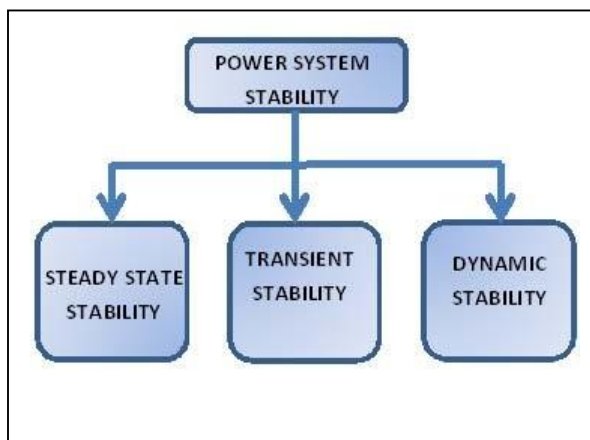 POWER SYSTEM
STABILITY
STEADY STATE
STABILITY
TRANSIENT
STABILITY
DYNAMIC
STABILITY